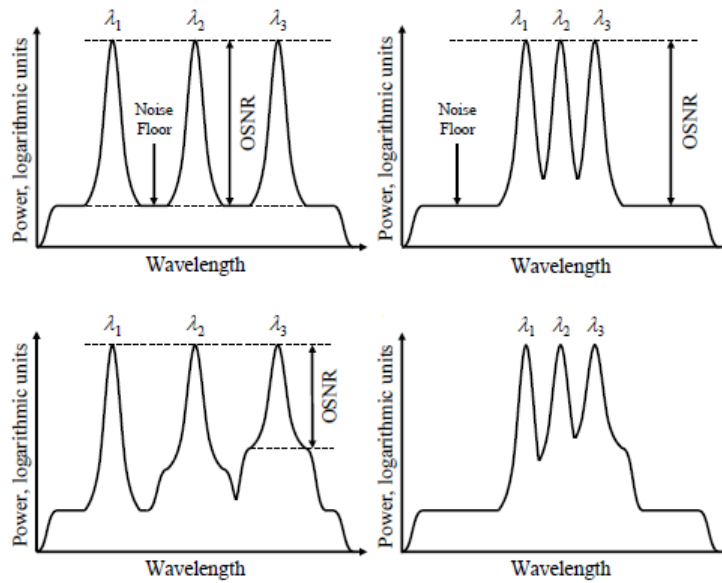 λ1 λ2 λ3
Power, logarithmic units
Noise
Floor
OSNR
Wavelength
λ1 λ2 λ3
Power, logarithmic units
Noise
Floor
OSNR
Wavelength
λ1 λ2 λ3
Power, logarithmic units
OSNR
Wavelength
λ1 λ2 λ3
Power, logarithmic units
Wavelength